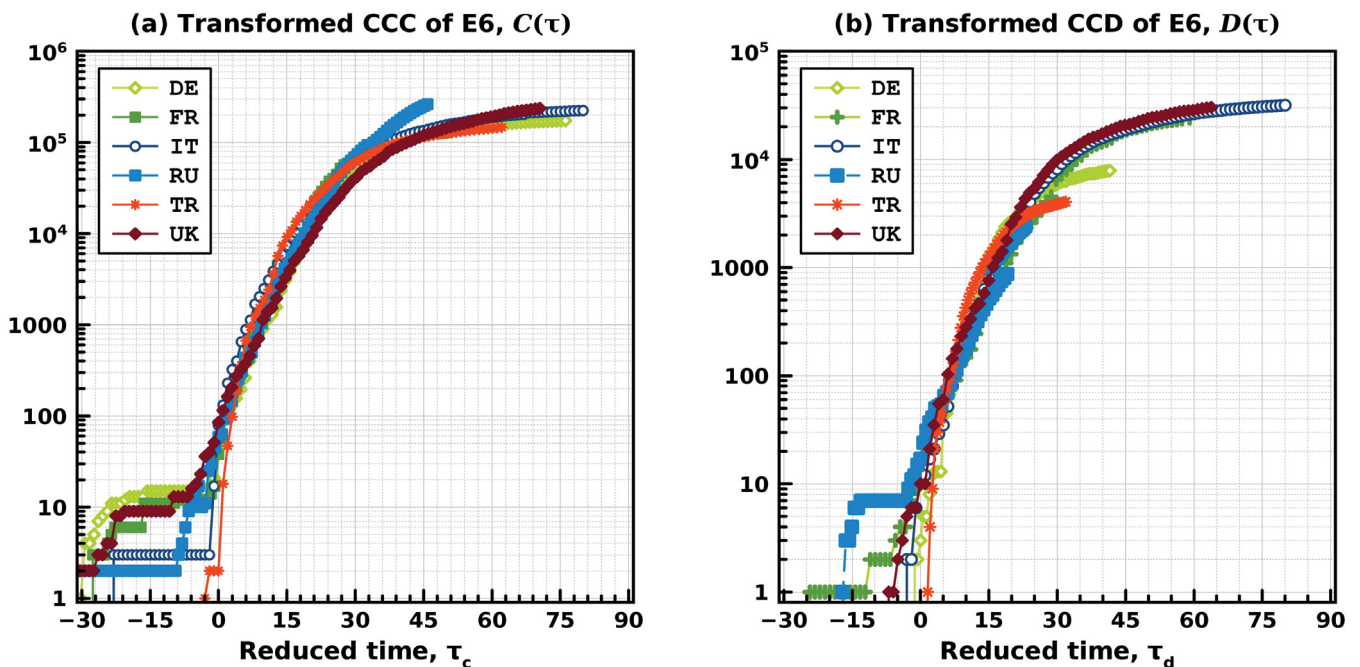 (a) Transformed CCC of E6, C(τ)
10⁶
10⁵
10⁴
1000
100
10
1
DE
FR
IT
RU
TR
UK
−30 −15 0 15 30 45 60 75 90
Reduced time, τc
(b) Transformed CCD of E6, D(τ)
10⁵
10⁴
1000
100
10
1
DE
FR
IT
RU
TR
UK
−30 −15 0 15 30 45 60 75 90
Reduced time, τd